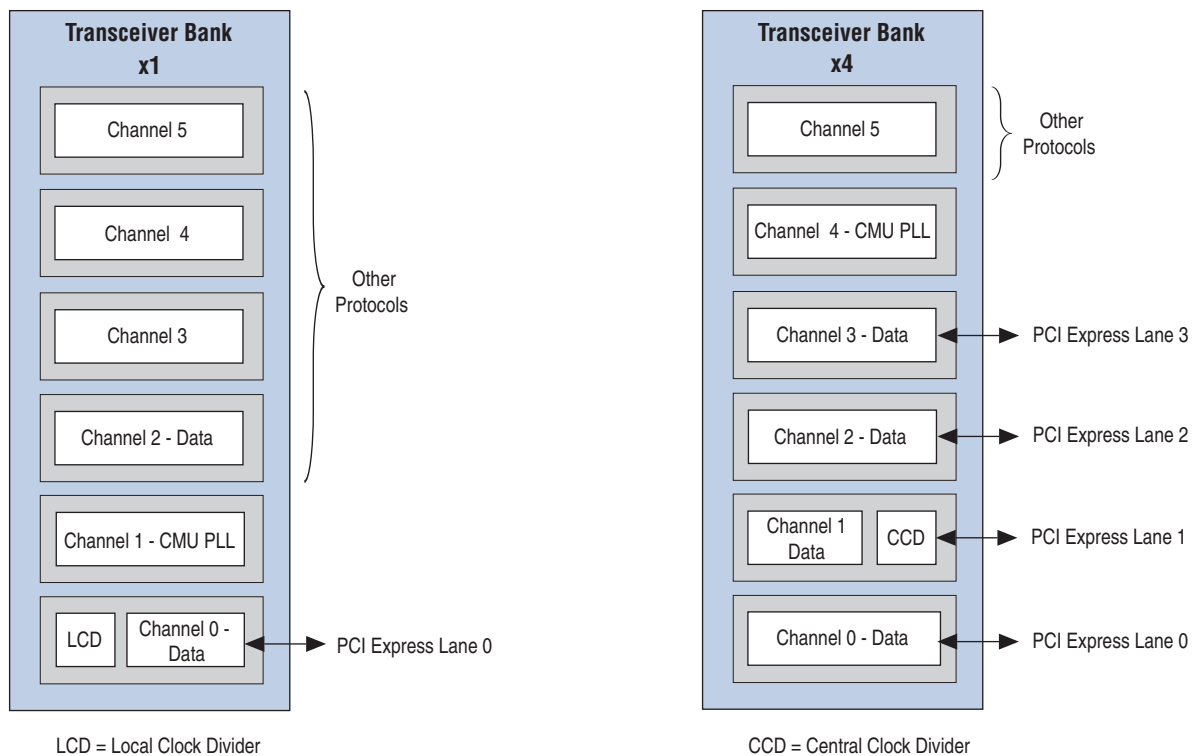 Transceiver Bank
x1
Channel 5
Channel 4
Channel 3
Channel 2 - Data
Channel 1 - CMU PLL
LCD
Channel 0 -
Data
Other
Protocols
PCI Express Lane 0
LCD = Local Clock Divider
Transceiver Bank
x4
Channel 5
Other
Protocols
Channel 4 - CMU PLL
Channel 3 - Data
PCI Express Lane 3
Channel 2 - Data
PCI Express Lane 2
Channel 1
Data
CCD
PCI Express Lane 1
Channel 0 - Data
PCI Express Lane 0
CCD = Central Clock Divider